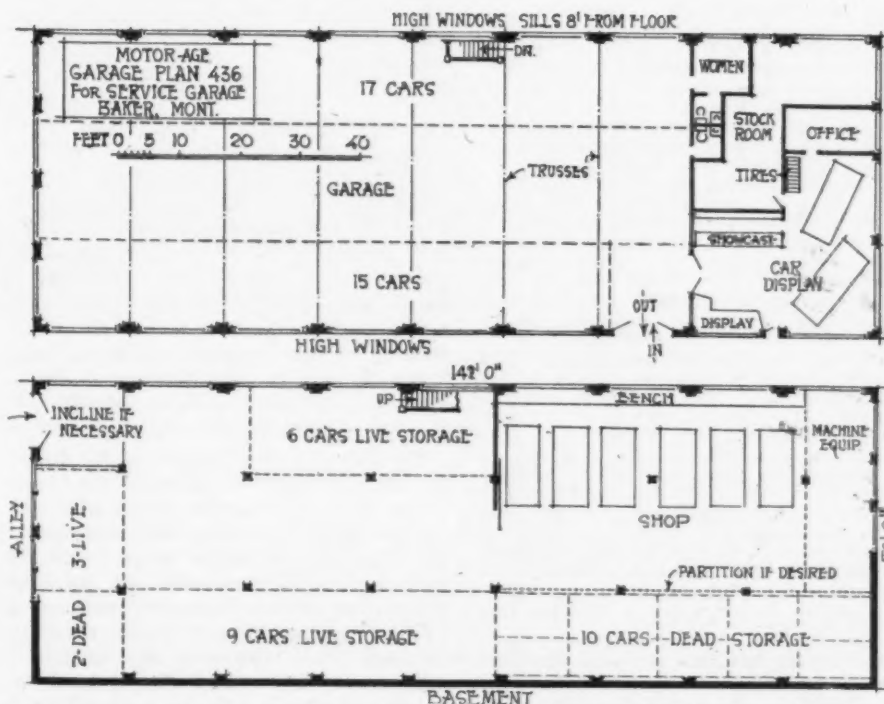 HIGH WINDOWS SILLS 8' FROM FLOOR
MOTOR-AGE
GARAGE PLAN 436
FOR SERVICE GARAGE
BAKER, MONT.
FEET 0 5 10 20 30 40
17 CARS
DN.
WOMEN
STOCK
ROOM
OFFICE
TRUSSES
TIRES
GARAGE
SHOWCASE
CAR
DISPLAY
15 CARS
OUT
DISPLAY
IN
HIGH WINDOWS
142' 0"
UP
BENCH
INCLINE IF
NECESSARY
6 CARS LIVE STORAGE
MACHINE
EQUIP.
ALLEY
3-LIVE
SHOP
PARTITION IF DESIRED
2-DEAD
9 CARS LIVE STORAGE
10 CARS DEAD STORAGE
BASEMENT